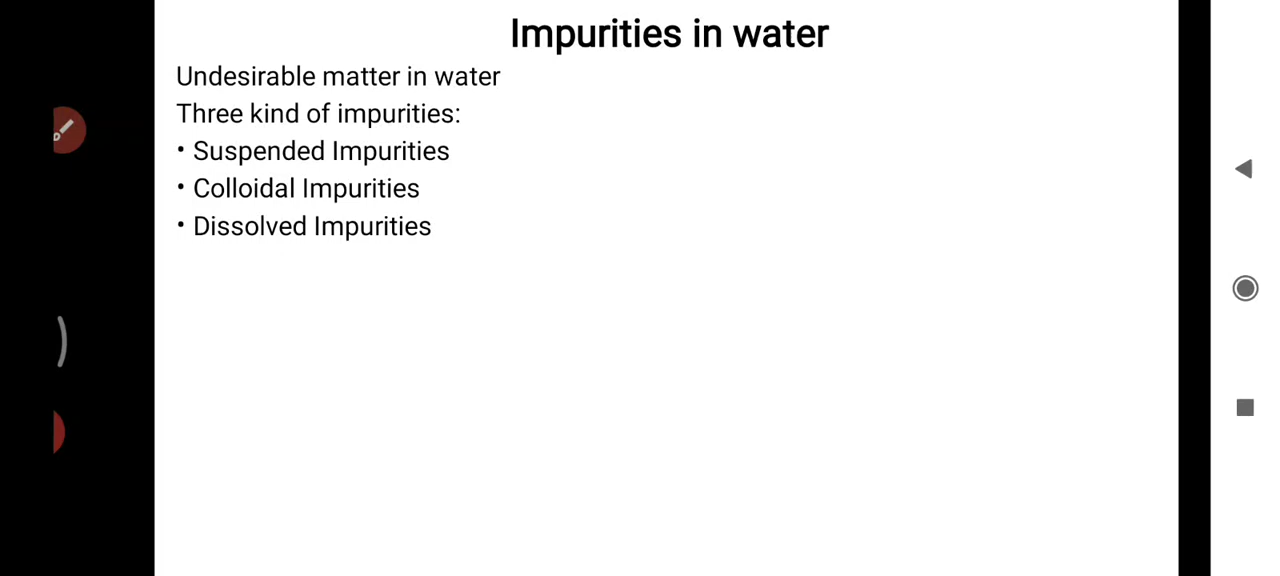 Impurities in water
Undesirable matter in water
Three kind of impurities:
• Suspended Impurities
• Colloidal Impurities
• Dissolved Impurities